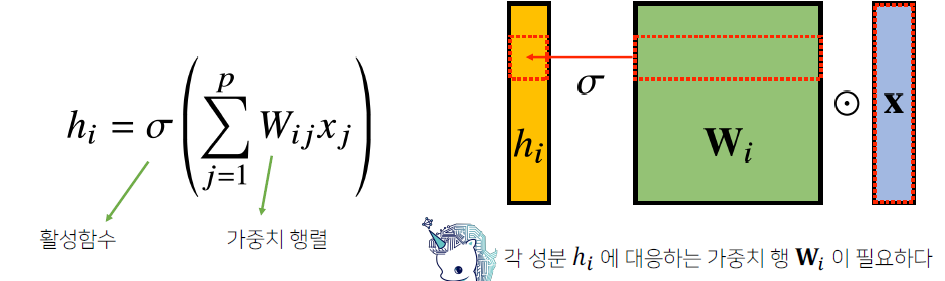 h_i = σ ( \sum_{j=1}^{p} W_{ij} x_j )
활성함수 가중치 행렬
h_i σ W_i ⊙ x
각 성분 h_i 에 대응하는 가중치 행 W_i 이 필요하다